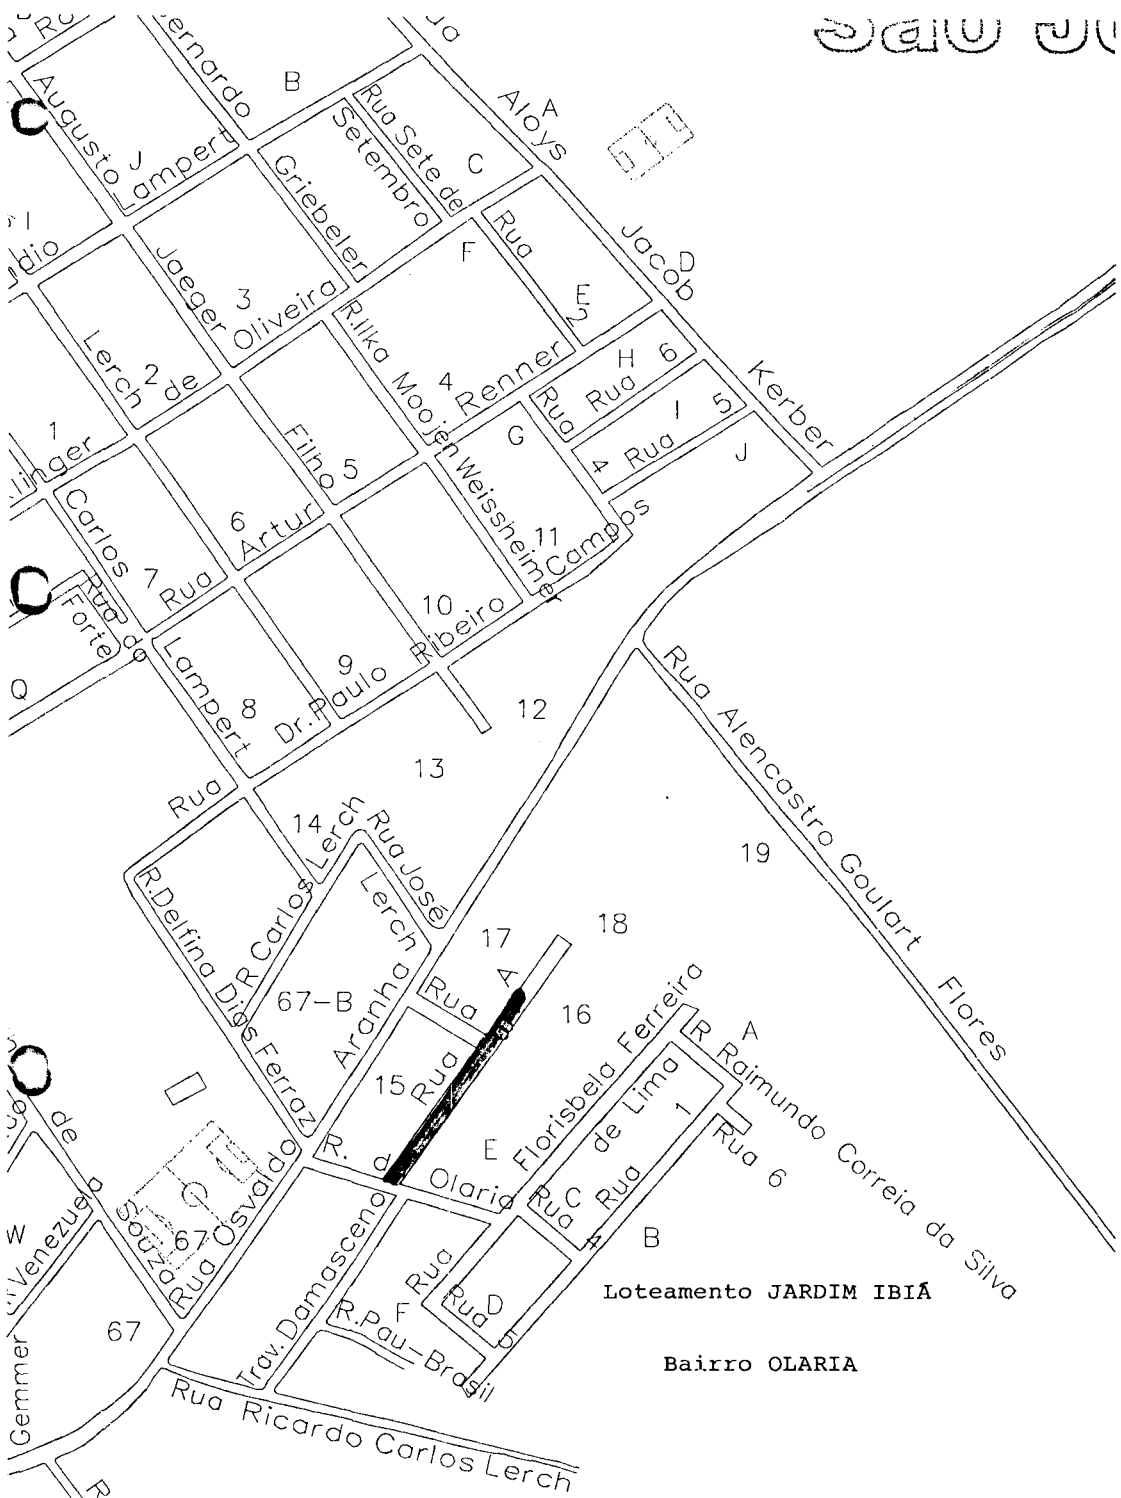 São J
Rua
B
Augusto Lampert
J
A
Aloys
Rua Sete de
Setembro
C
Griebeler
Jacob
D
F
Rua
E
2
Jaeger
3
Oliveira
R.Ilka Moojen Weissheimer
Lerch
2
de
4
Renner
H
Rua 6
Rua
Kerber
I
Rua 5
4
1
Filho
5
G
J
6
Artur
11
Campos
Carlos
7
Rua
Rua do
Forte
10
Ribeiro
9
Dr.Paulo
Lampert
8
Q
12
Rua Alencastro Goulart Flores
13
Rua
14
R Carlos Lerch
Rua José
Lerch
19
R.Delfina Dias Ferraz
18
17
A
Rua
67-B
Aranha
16
15
Rua
Florisbela Ferreira
A
R Raimundo Correia da Silva
de Lima
1
Rua 6
de
Souza
R.
d
Olaria
E
C
Rua
Rua
4
B
W
Venezuela
67
Rua Osvaldo
Trav. Damasceno
Rua
D
Rua 5
F
R.Pau-Brasil
Loteamento JARDIM IBIÁ
Bairro OLARIA
67
Gemmer
Rua Ricardo Carlos Lerch
R